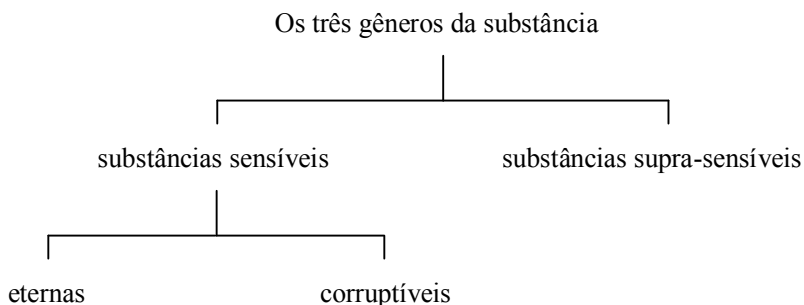 Os três gêneros da substância
substâncias sensíveis substâncias supra-sensíveis
eternas corruptíveis